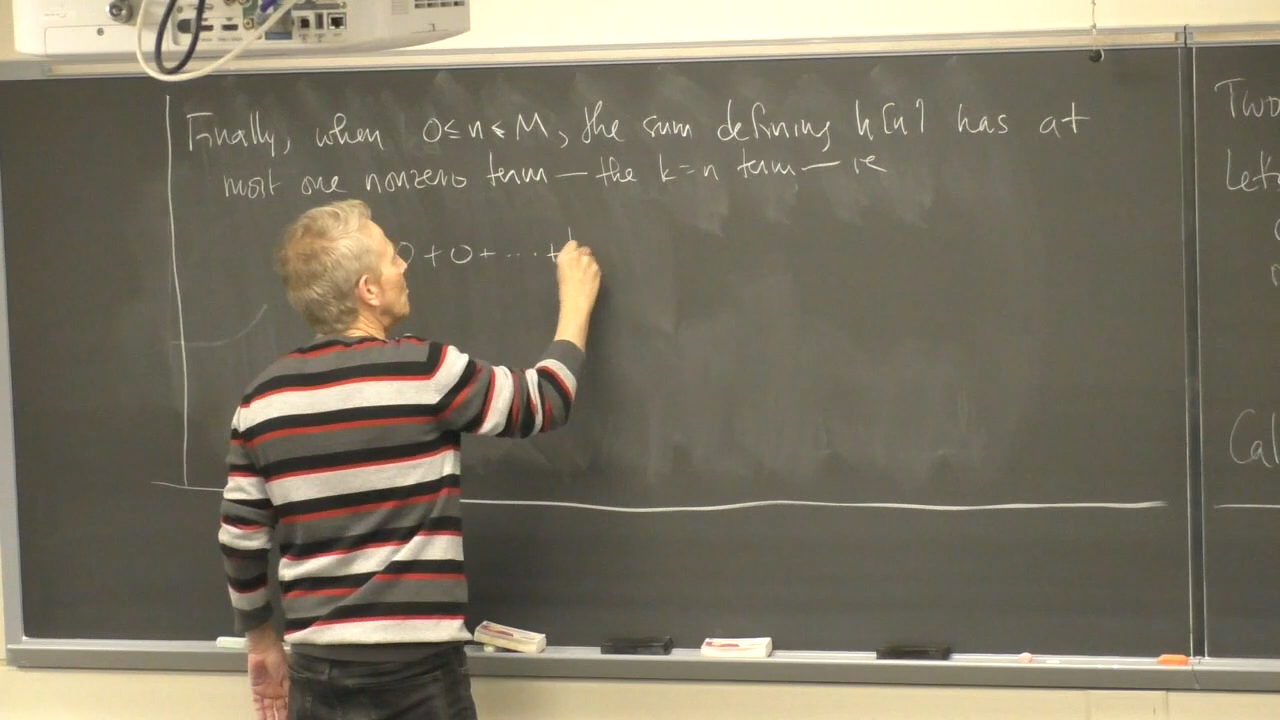 Finally, when 0 ≤ n ≤ M, the sum defining h[n] has at
most one nonzero term — the k = n term — ie
0 + 0 + ... +
Two
Let
Cal